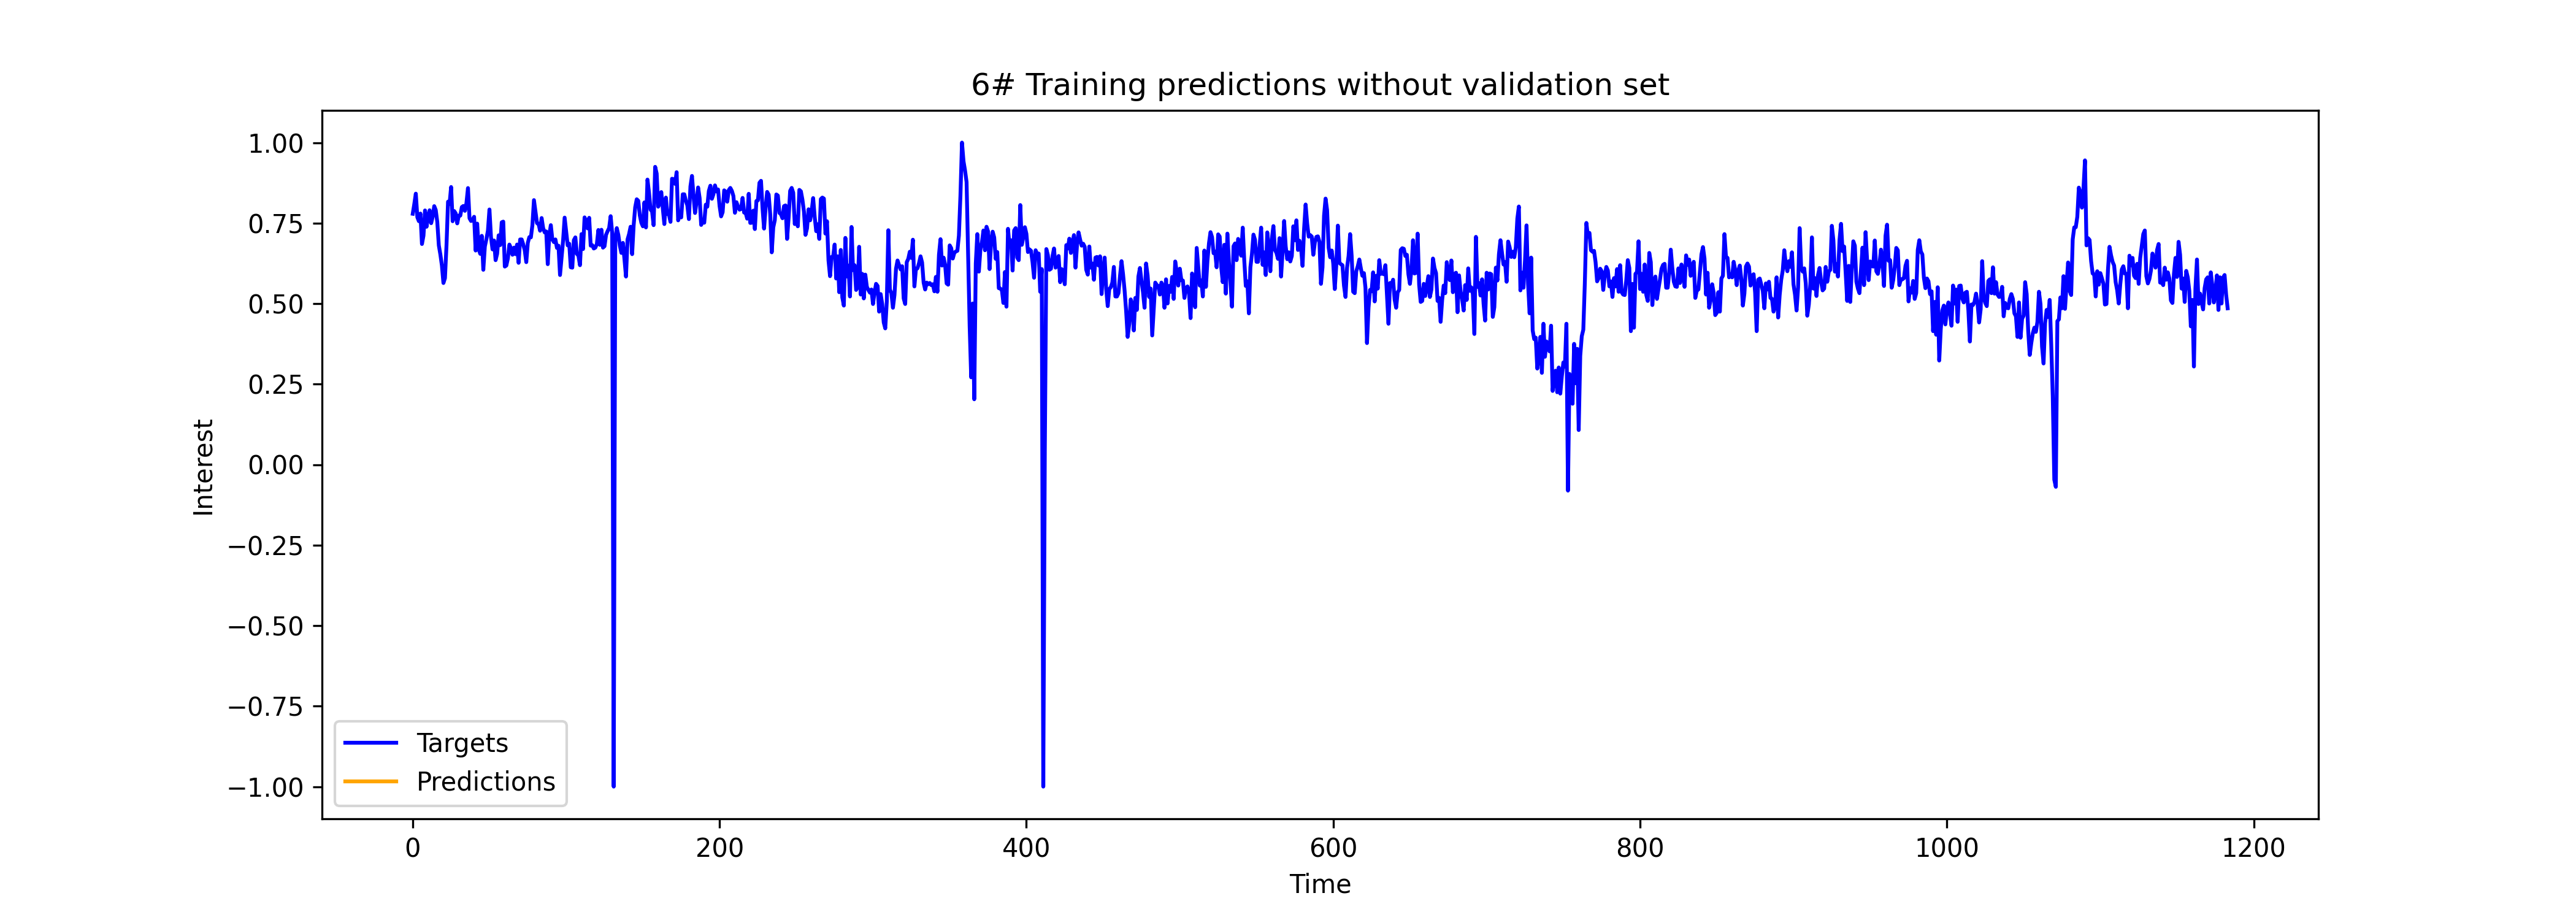 6# Training predictions without validation set
1.00
0.75
0.50
0.25
0.00
−0.25
−0.50
−0.75
−1.00
Interest
Targets
Predictions
0 200 400 600 800 1000 1200
Time